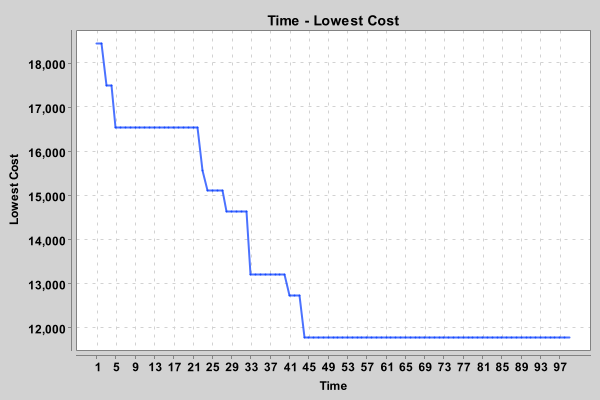 Time - Lowest Cost
18,000
17,000
16,000
15,000
14,000
13,000
12,000
Lowest Cost
1 5 9 13 17 21 25 29 33 37 41 45 49 53 57 61 65 69 73 77 81 85 89 93 97
Time